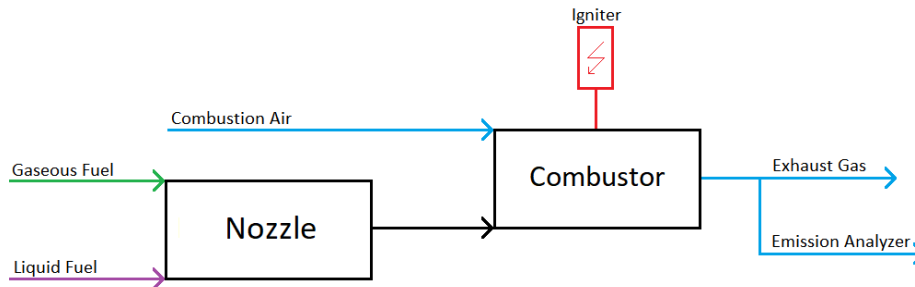 Igniter
Combustion Air
Gaseous Fuel
Combustor
Exhaust Gas
Nozzle
Emission Analyzer
Liquid Fuel